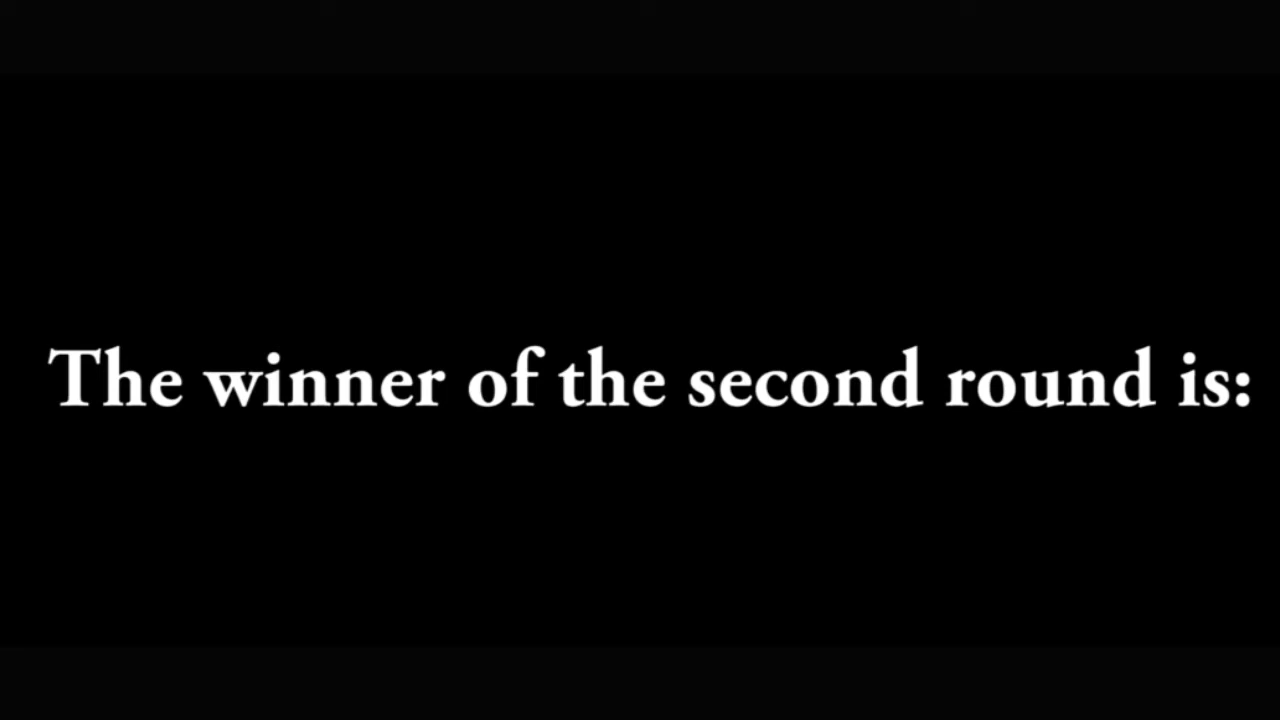 The winner of the second round is: